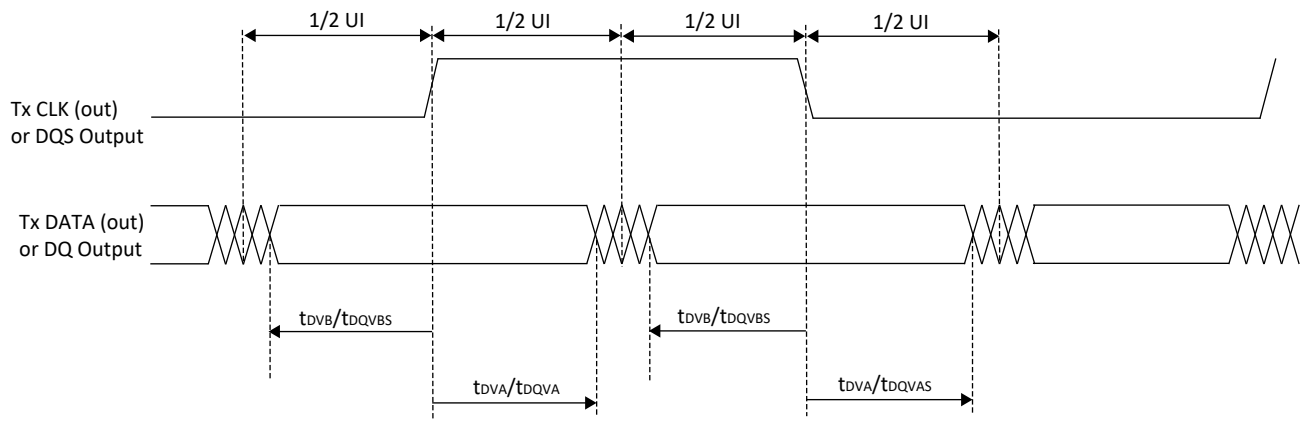 1/2 UI
1/2 UI
1/2 UI
1/2 UI
Tx CLK (out)
or DQS Output
Tx DATA (out)
or DQ Output
tDVB/tDQVBS
tDVB/tDQVBS
tDVA/tDQVA
tDVA/tDQVAS